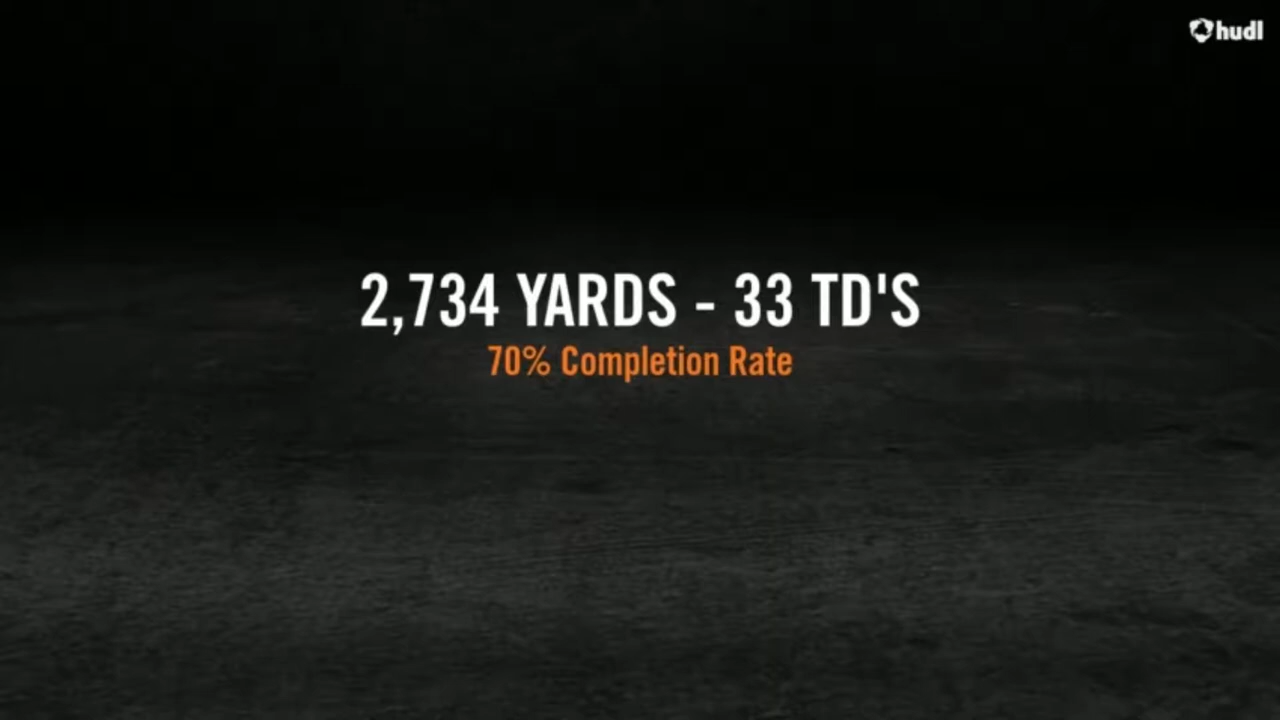 hudl
2,734 YARDS - 33 TD'S
70% Completion Rate